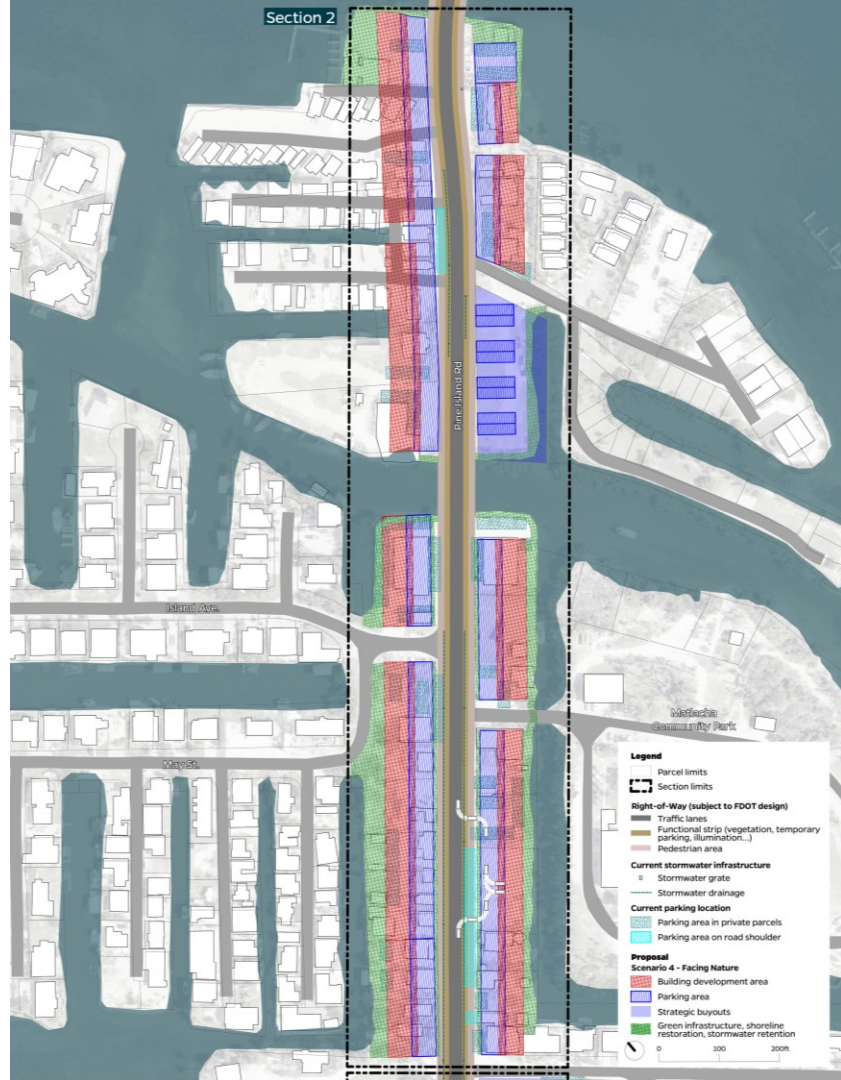 Section 2
Pine Island Rd
Island Ave.
Matlacha
Community Park
May St.
Legend
Parcel limits
Section limits
Right-of-Way (subject to FDOT design)
Traffic lanes
Functional strip (vegetation, temporary
parking, illumination...)
Pedestrian area
Current stormwater infrastructure
Stormwater grate
Stormwater drainage
Current parking location
Parking area in private parcels
Parking area on road shoulder
Proposal
Scenario 4 - Facing Nature
Building development area
Parking area
Strategic buyouts
Green infrastructure, shoreline
restoration, stormwater retention
0 100 200ft